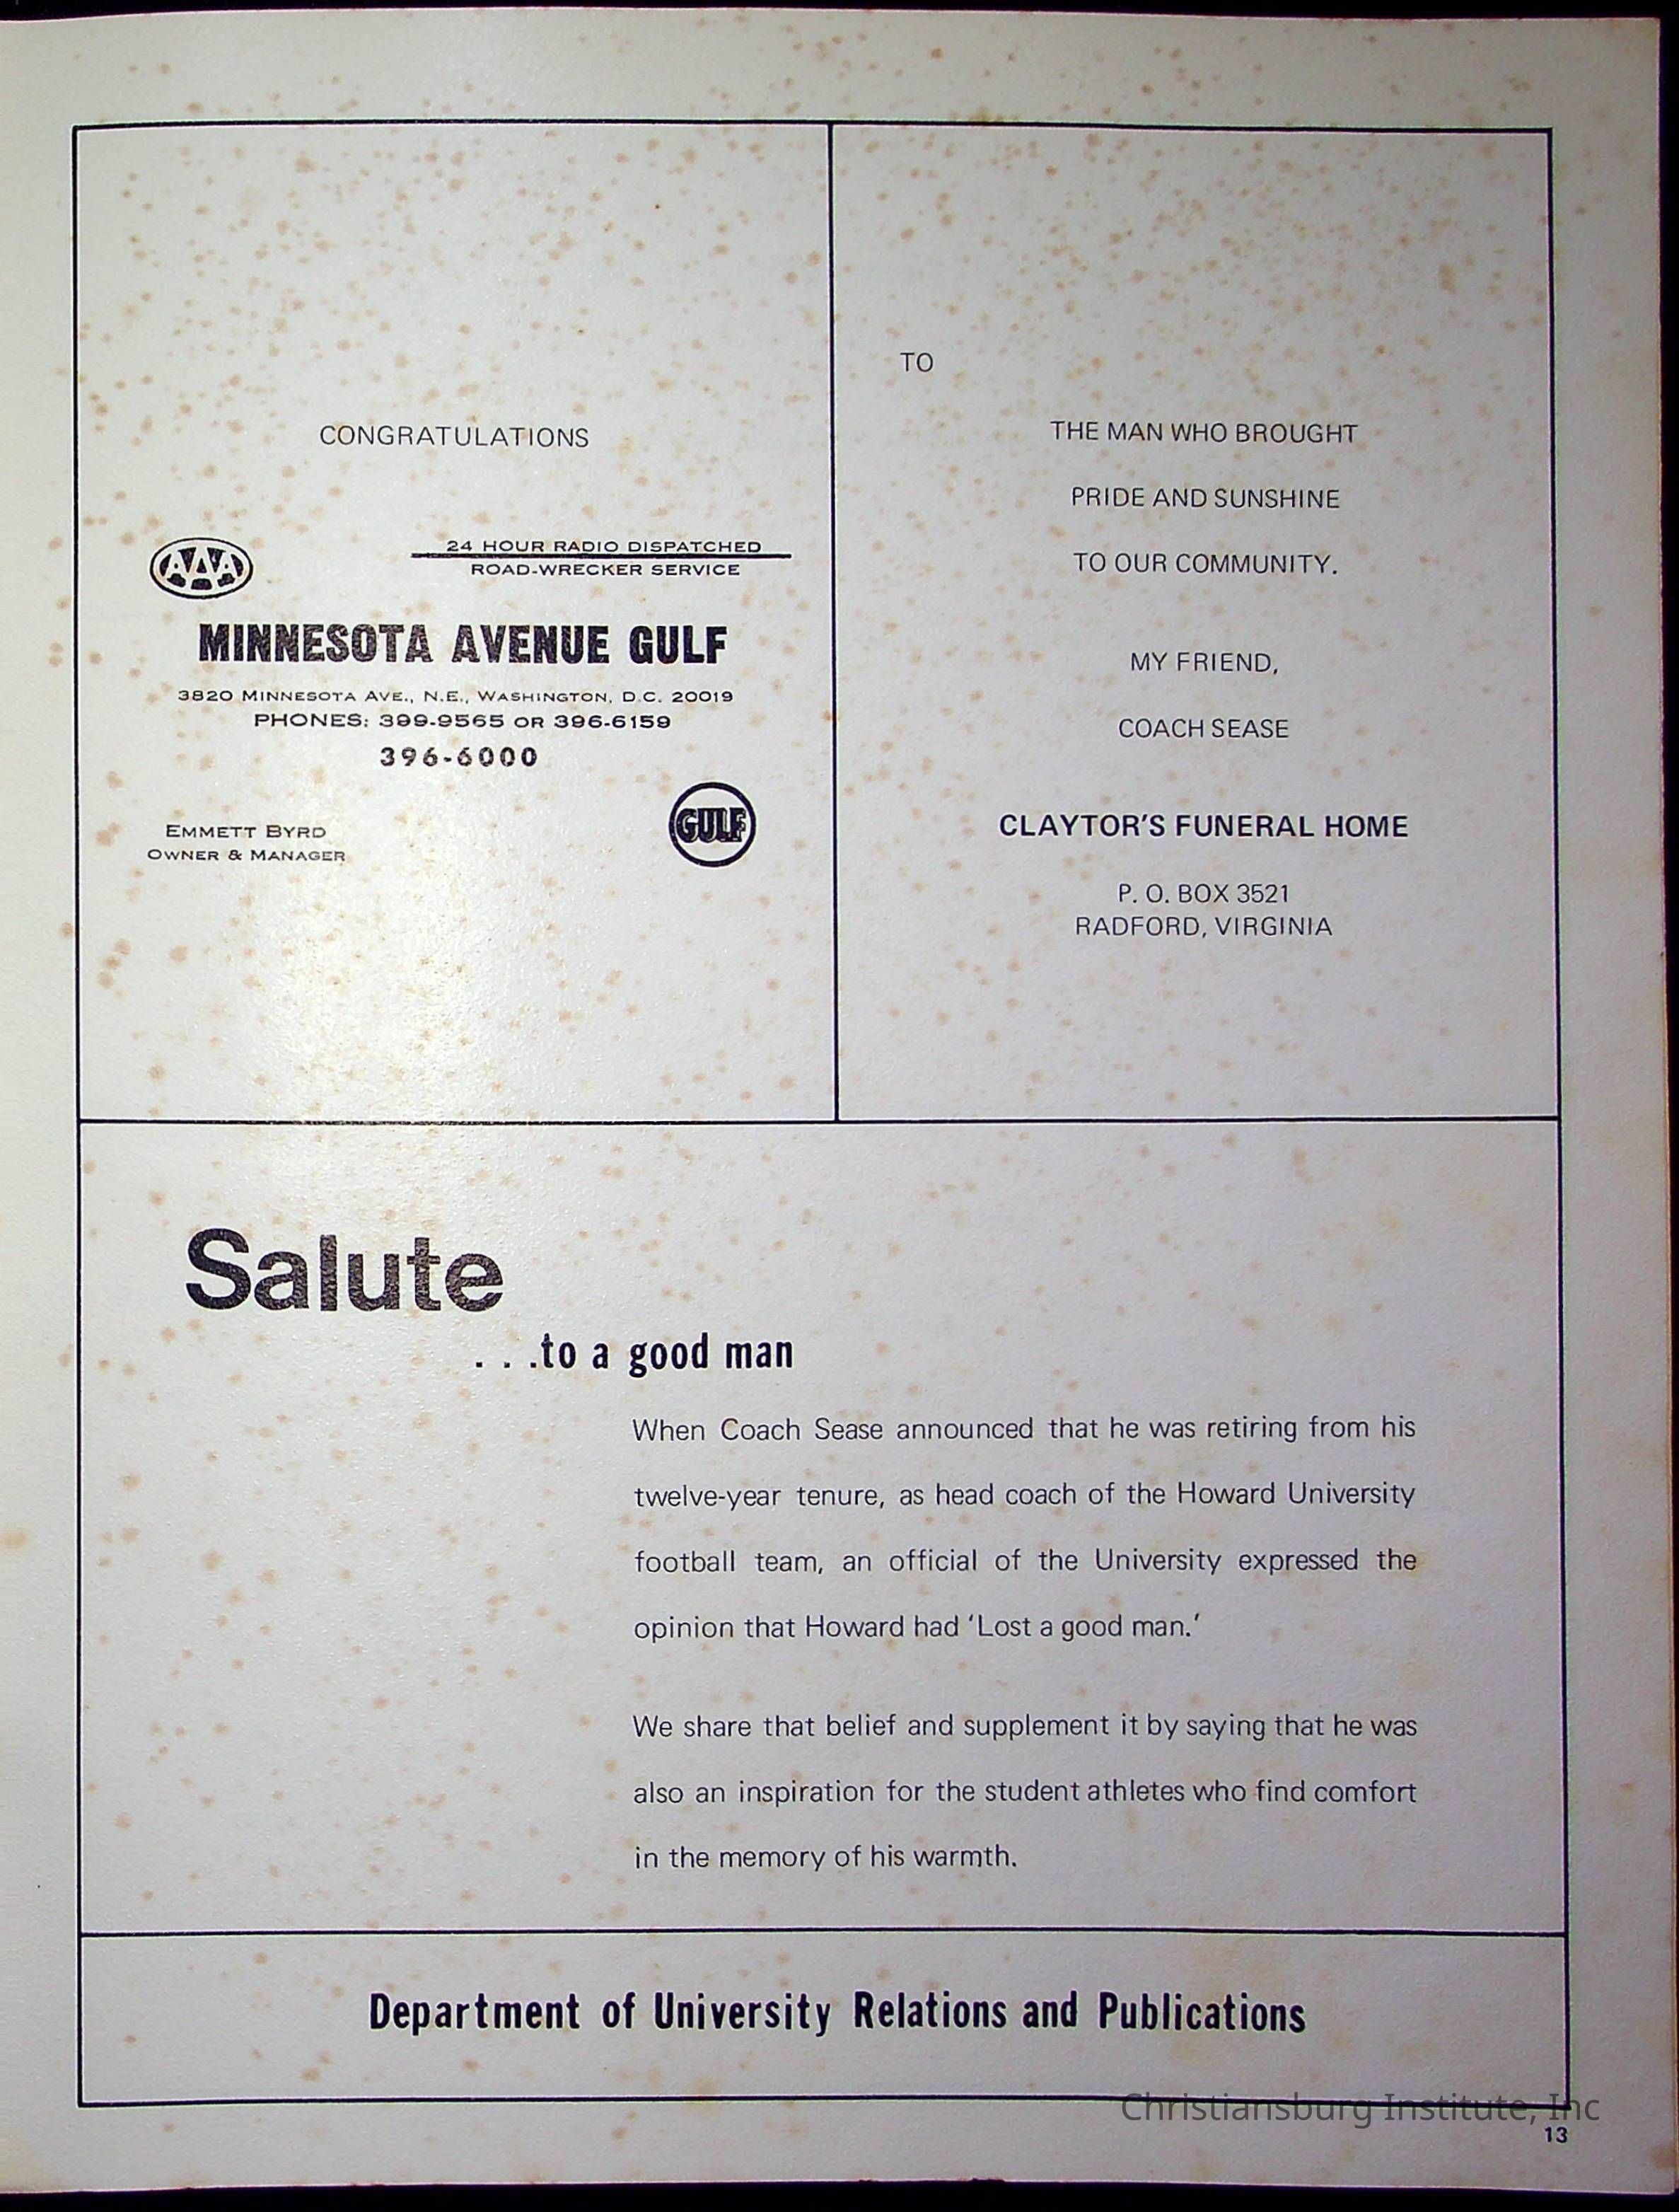 CONGRATULATIONS
AAA
24 HOUR RADIO DISPATCHED
ROAD-WRECKER SERVICE
MINNESOTA AVENUE GULF
3820 MINNESOTA AVE., N.E., WASHINGTON, D.C. 20019
PHONES: 399-9565 OR 396-6159
396-6000
EMMETT BYRD
OWNER & MANAGER
GULF
TO
THE MAN WHO BROUGHT
PRIDE AND SUNSHINE
TO OUR COMMUNITY.
MY FRIEND,
COACH SEASE
CLAYTOR'S FUNERAL HOME
P. O. BOX 3521
RADFORD, VIRGINIA
Salute
. . .to a good man
When Coach Sease announced that he was retiring from his
twelve-year tenure, as head coach of the Howard University
football team, an official of the University expressed the
opinion that Howard had 'Lost a good man.'
We share that belief and supplement it by saying that he was
also an inspiration for the student athletes who find comfort
in the memory of his warmth.
Department of University Relations and Publications
Christiansburg Institute, Inc
13